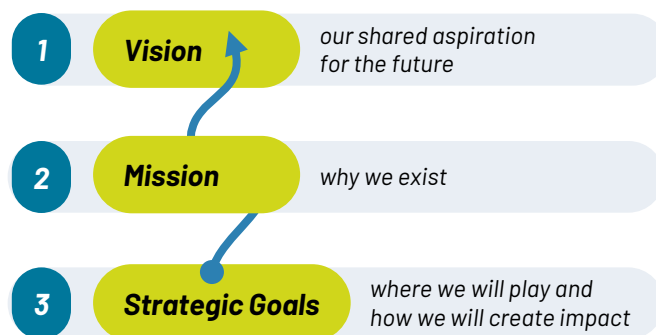 1
Vision
our shared aspiration
for the future
2
Mission
why we exist
3
Strategic Goals
where we will play and
how we will create impact